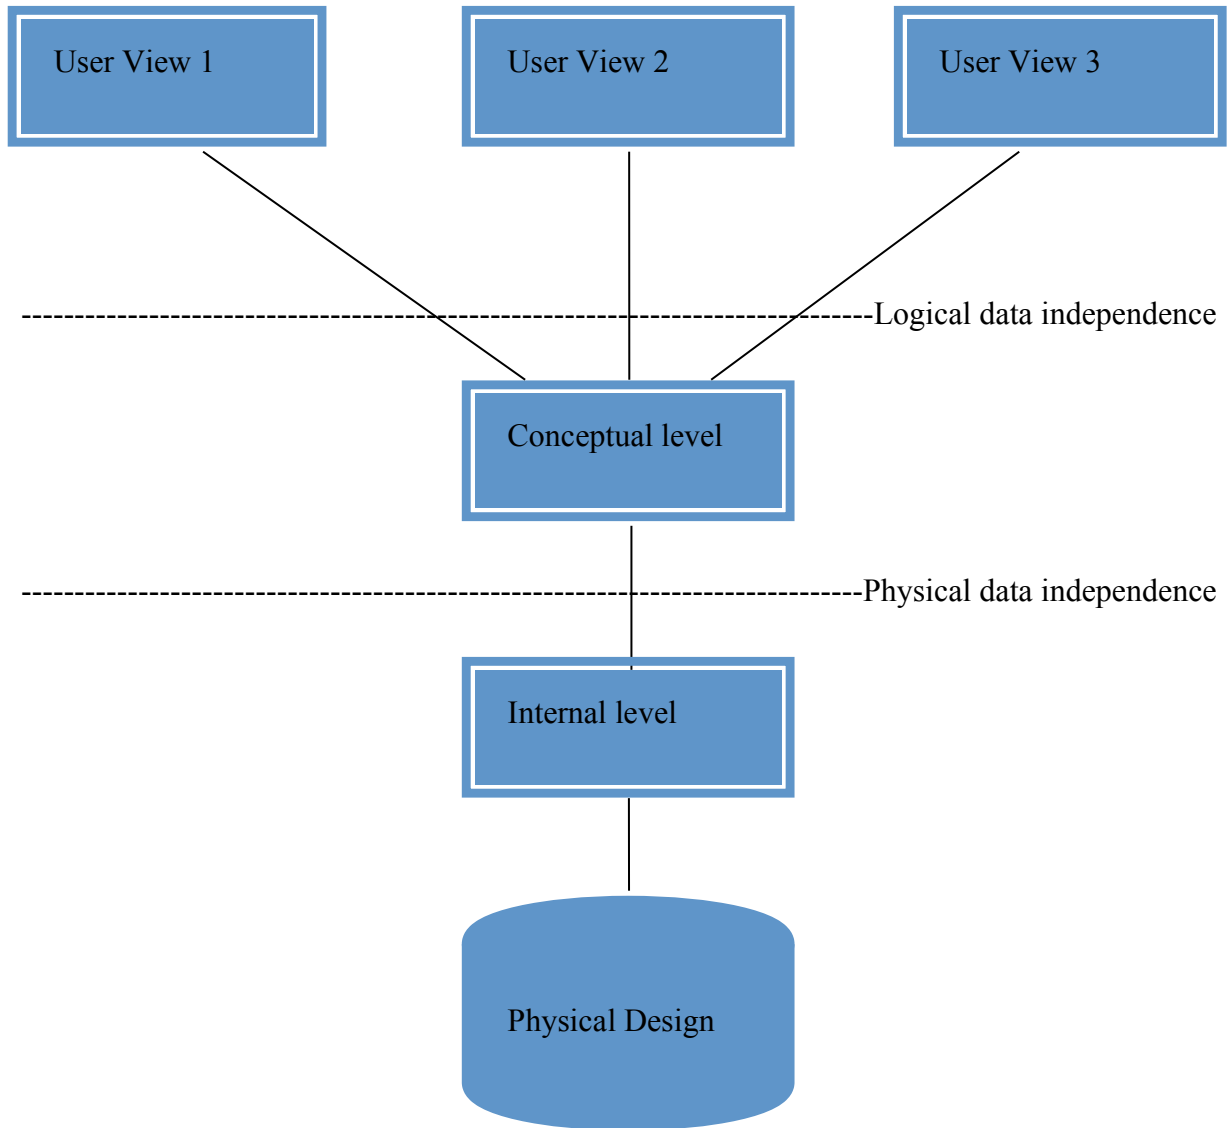 User View 1
User View 2
User View 3
Logical data independence
Conceptual level
Physical data independence
Internal level
Physical Design